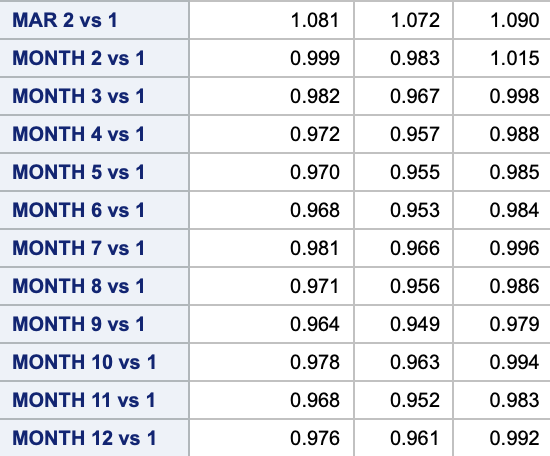 MAR 2 vs 1 1.081 1.072 1.090
MONTH 2 vs 1 0.999 0.983 1.015
MONTH 3 vs 1 0.982 0.967 0.998
MONTH 4 vs 1 0.972 0.957 0.988
MONTH 5 vs 1 0.970 0.955 0.985
MONTH 6 vs 1 0.968 0.953 0.984
MONTH 7 vs 1 0.981 0.966 0.996
MONTH 8 vs 1 0.971 0.956 0.986
MONTH 9 vs 1 0.964 0.949 0.979
MONTH 10 vs 1 0.978 0.963 0.994
MONTH 11 vs 1 0.968 0.952 0.983
MONTH 12 vs 1 0.976 0.961 0.992